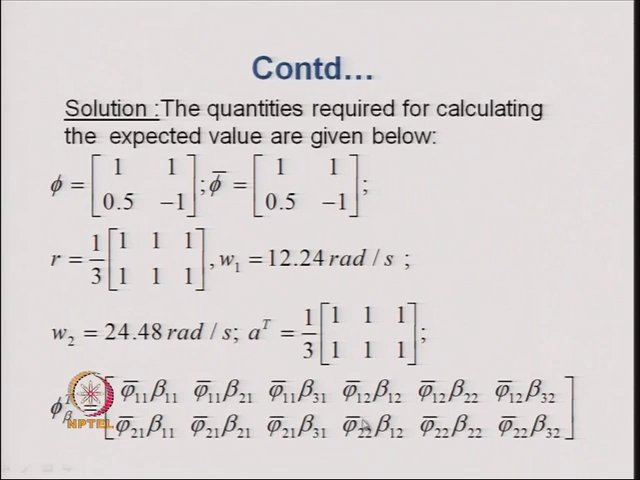 Contd...
Solution :The quantities required for calculating
the expected value are given below:
ϕ = [1 1; 0.5 −1] ; ϕ̅ = [1 1; 0.5 −1] ;
r = 1/3 [1 1 1; 1 1 1] , w₁ = 12.24 rad / s ;
w₂ = 24.48 rad / s; aᵀ = 1/3 [1 1 1; 1 1 1] ;
φ̅₁₁β₁₁ φ̅₁₁β₂₁ φ̅₁₁β₃₁ φ̅₁₂β₁₂ φ̅₁₂β₂₂ φ̅₁₂β₃₂
φ̅₂₁β₁₁ φ̅₂₁β₂₁ φ̅₂₁β₃₁ φ̅₂₂β₁₂ φ̅₂₂β₂₂ φ̅₂₂β₃₂
NPTEL